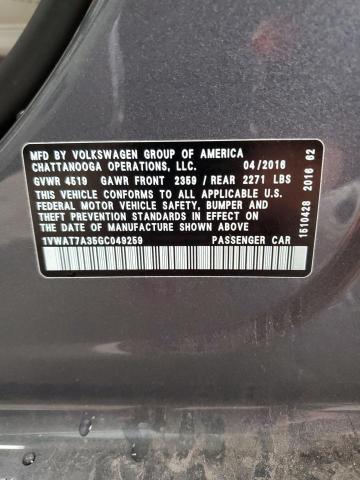 MFD BY VOLKSWAGEN GROUP OF AMERICA
CHATTANOOGA OPERATIONS, LLC. 04/2016
GVWR 4519 GAWR FRONT 2359 / REAR 2271 LBS
THIS VEHICLE CONFORMS TO ALL APPLICABLE U.S.
FEDERAL MOTOR VEHICLE SAFETY, BUMPER AND
THEFT PREVENTION STANDARDS IN EFFECT ON THE
DATE OF MANUFACTURE SHOWN ABOVE
1VWAT7A35GC049259 PASSENGER CAR
1510428 2016 62